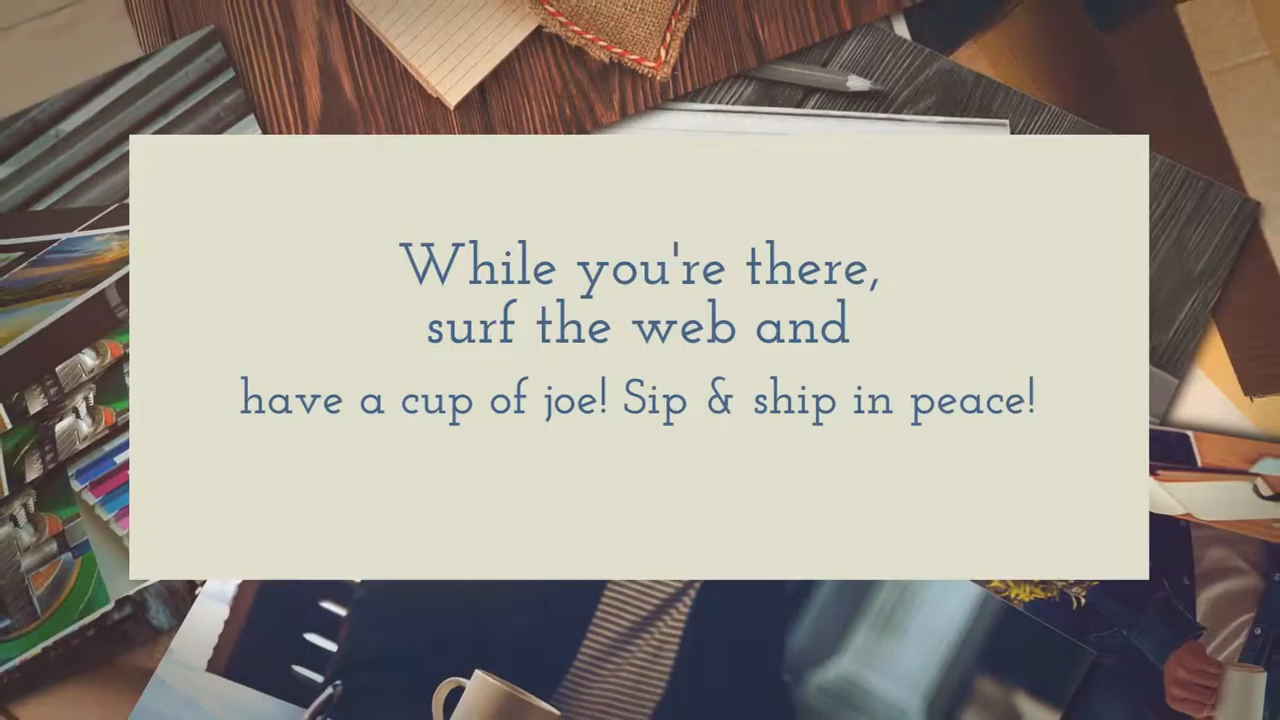 While you're there,
surf the web and
have a cup of joe! Sip & ship in peace!